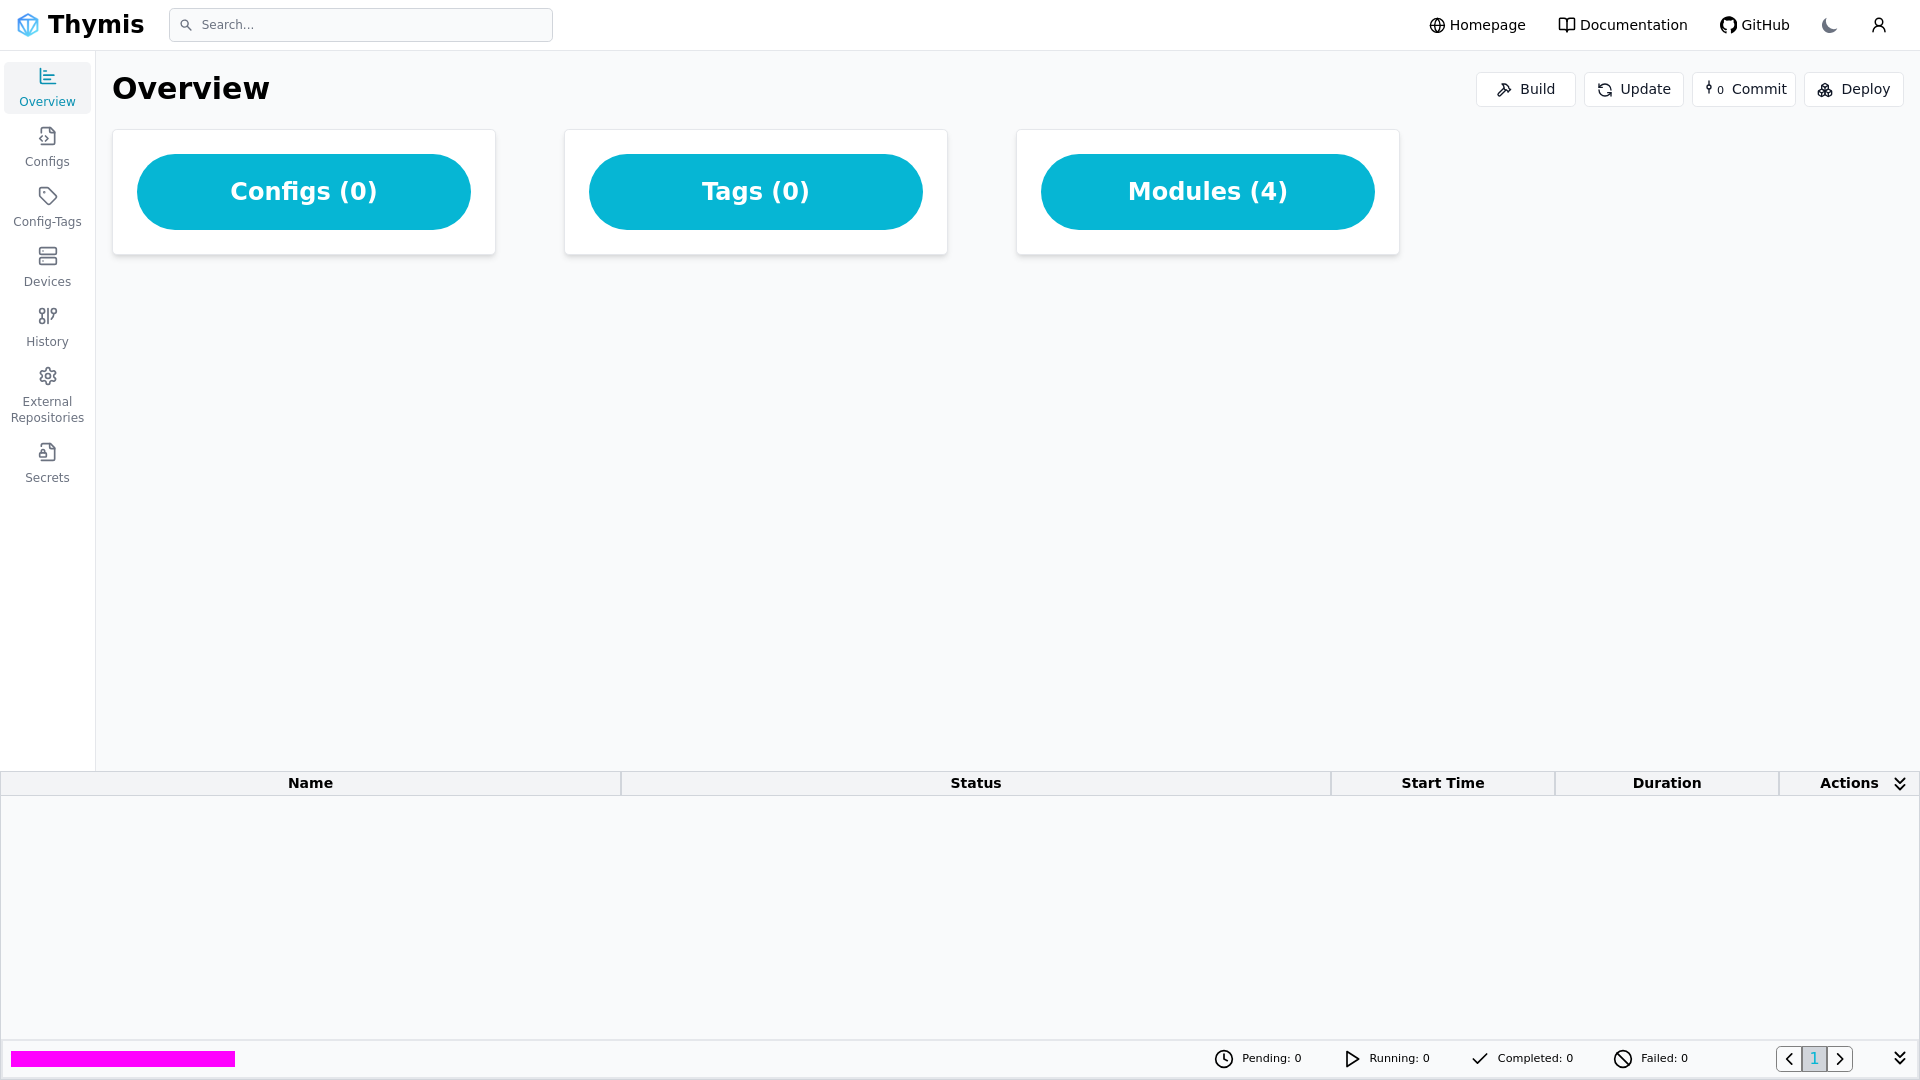 Thymis
Search...
Homepage
Documentation
GitHub
Overview
Configs
Config-Tags
Devices
History
External
Repositories
Secrets
Overview
Build
Update
0 Commit
Deploy
Configs (0)
Tags (0)
Modules (4)
Name
Status
Start Time
Duration
Actions
Pending: 0
Running: 0
Completed: 0
Failed: 0
1